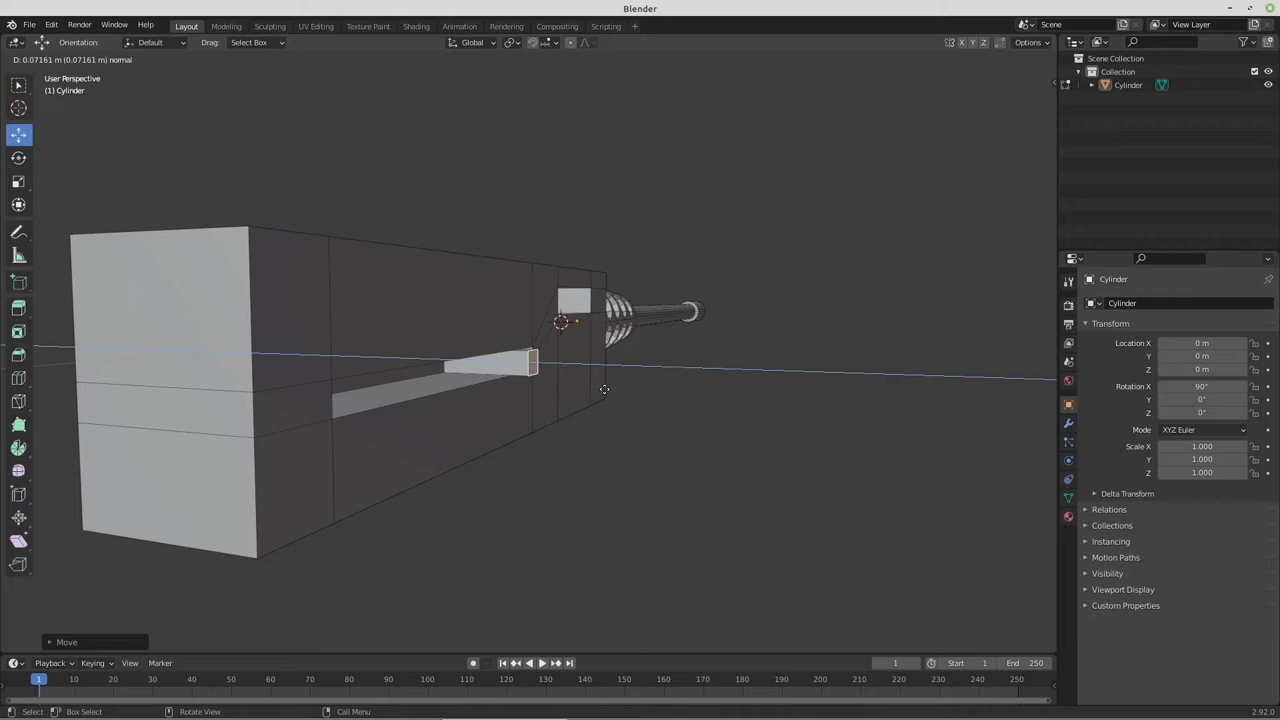 Blender
File Edit Render Window Help Layout Modeling Sculpting UV Editing Texture Paint Shading Animation Rendering Compositing Scripting + Scene View Layer
Orientation: Default Drag: Select Box Global X Y Z Options
D: 0.07161 m (0.07161 m) normal
Scene Collection
Collection
Cylinder
User Perspective
(1) Cylinder
Cylinder
Cylinder
Transform
Location X 0 m
Y 0 m
Z 0 m
Rotation X 90°
Y 0°
Z 0°
Mode XYZ Euler
Scale X 1.000
Y 1.000
Z 1.000
Delta Transform
Relations
Collections
Instancing
Motion Paths
Visibility
Viewport Display
Custom Properties
Move
Playback Keying View Marker 1 Start 1 End 250
1 10 20 30 40 50 60 70 80 90 100 110 120 130 140 150 160 170 180 190 200 210 220 230 240 250
Select Box Select Rotate View Call Menu 2.92.0